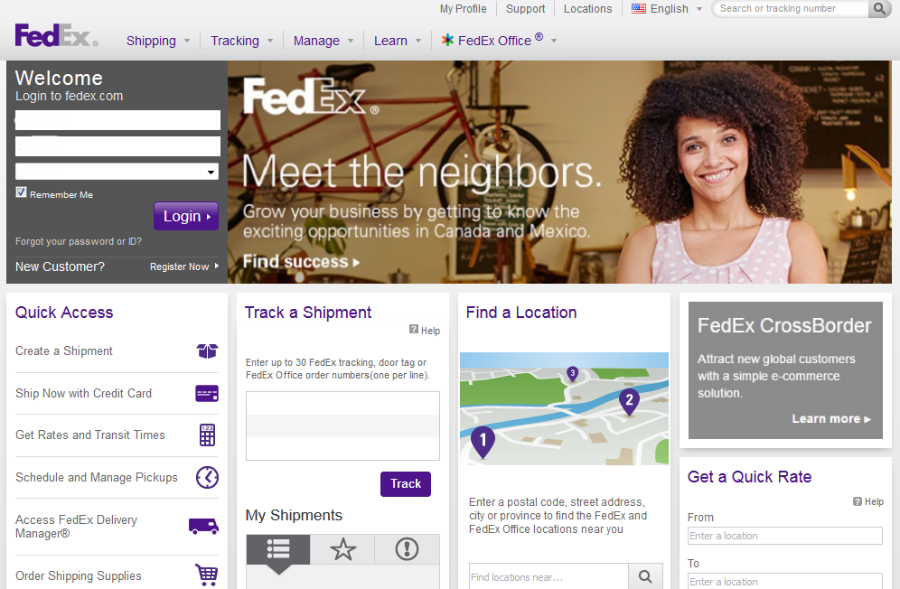 My Profile
Support
Locations
English
Search or tracking number
FedEx®
Shipping
Tracking
Manage
Learn
FedEx Office®
Welcome
Login to fedex.com
Remember Me
Login
Forgot your password or ID?
New Customer?
Register Now
FedEx®
Meet the neighbors.
Grow your business by getting to know the
exciting opportunities in Canada and Mexico.
Find success
Quick Access
Create a Shipment
Ship Now with Credit Card
Get Rates and Transit Times
Schedule and Manage Pickups
Access FedEx Delivery
Manager®
Order Shipping Supplies
Track a Shipment
Help
Enter up to 30 FedEx tracking, door tag or
FedEx Office order numbers(one per line).
Track
My Shipments
Find a Location
3
2
1
Enter a postal code, street address,
city or province to find the FedEx and
FedEx Office locations near you
Find locations near...
FedEx CrossBorder
Attract new global customers
with a simple e-commerce
solution.
Learn more
Get a Quick Rate
Help
From
Enter a location
To
Enter a location